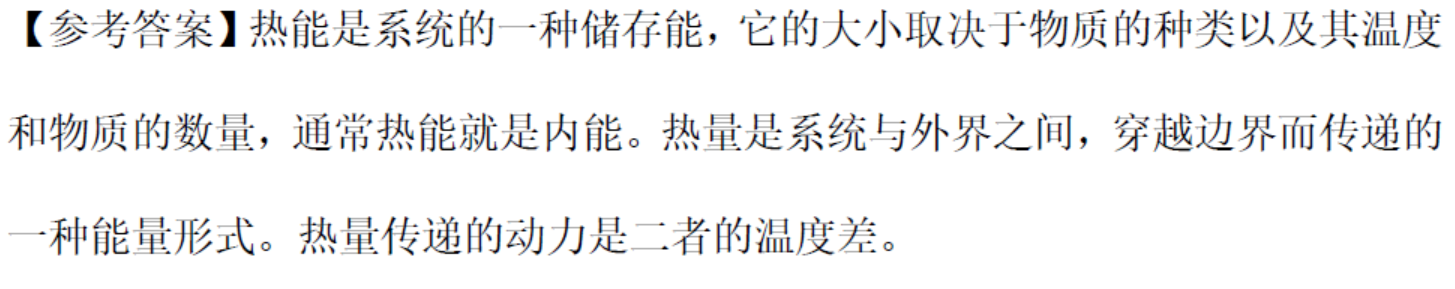 【参考答案】热能是系统的一种储存能，它的大小取决于物质的种类以及其温度
和物质的数量，通常热能就是内能。热量是系统与外界之间，穿越边界而传递的
一种能量形式。热量传递的动力是二者的温度差。